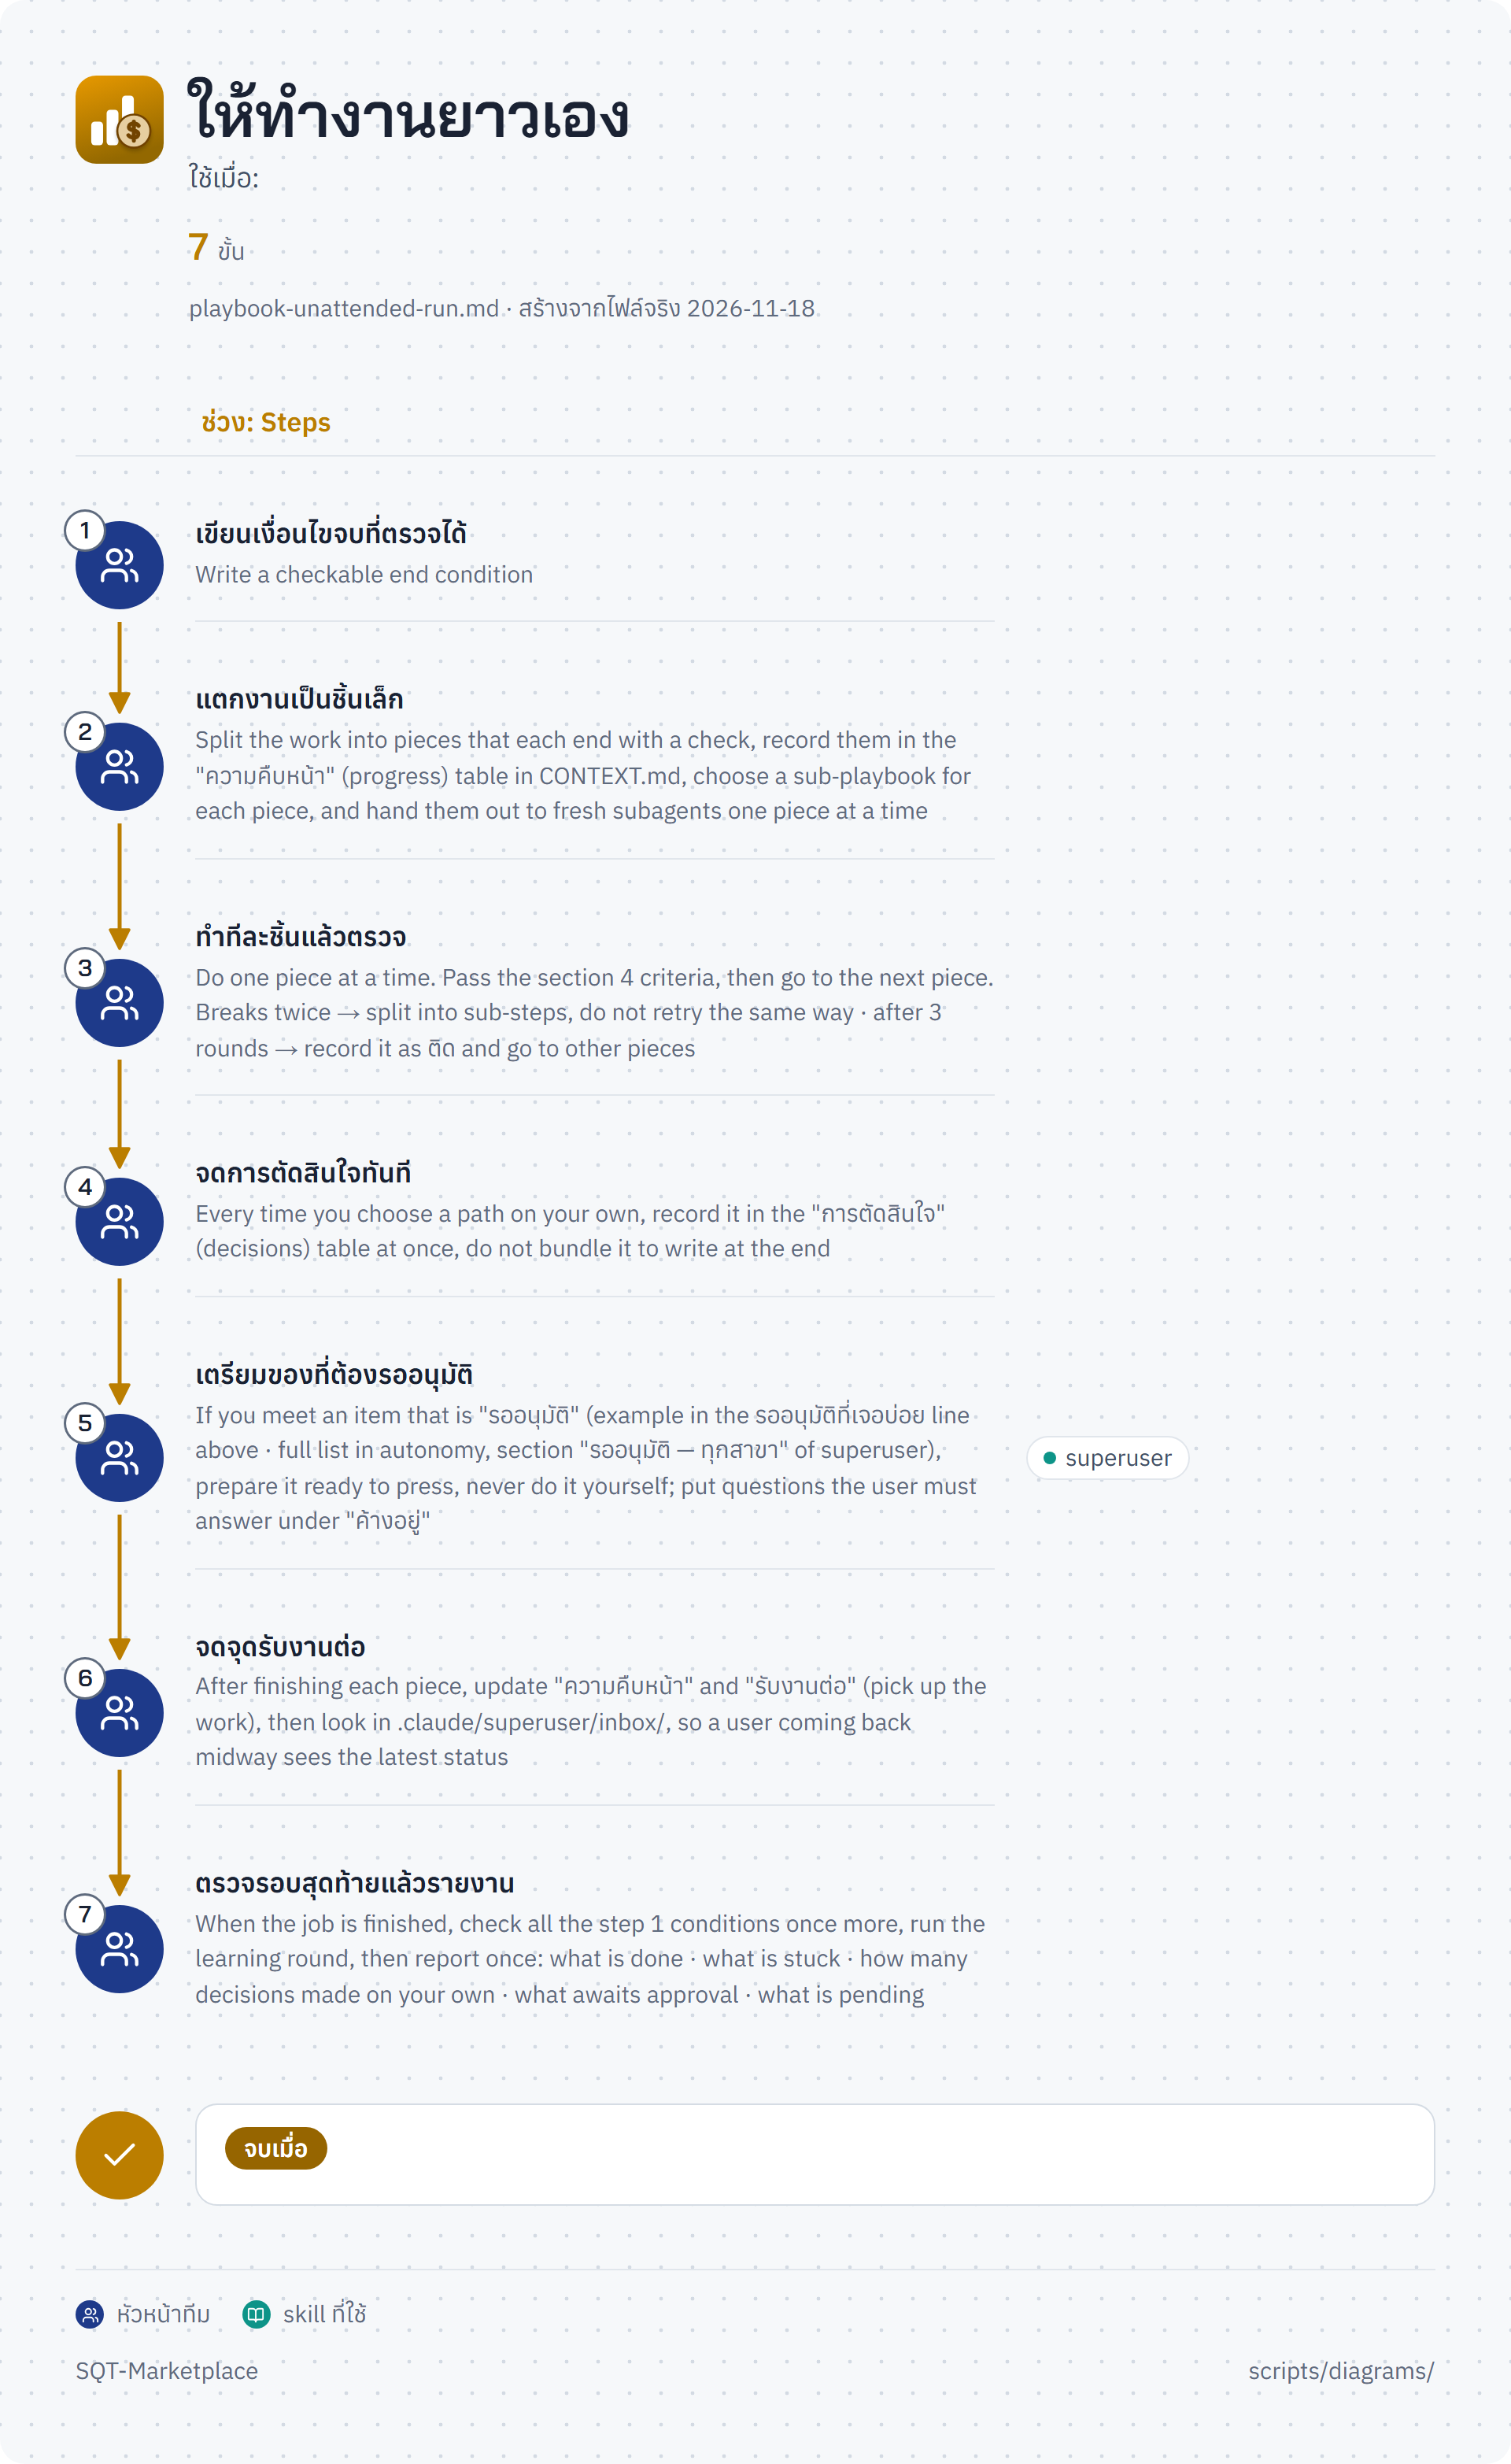 $
ให้ทำงานยาวเอง
ใช้เมื่อ:
7 ขั้น
playbook-unattended-run.md · สร้างจากไฟล์จริง 2026-11-18
ช่วง: Steps
1
เขียนเงื่อนไขจบที่ตรวจได้
Write a checkable end condition
2
แตกงานเป็นชิ้นเล็ก
Split the work into pieces that each end with a check, record them in the
"ความคืบหน้า" (progress) table in CONTEXT.md, choose a sub-playbook for
each piece, and hand them out to fresh subagents one piece at a time
3
ทำทีละชิ้นแล้วตรวจ
Do one piece at a time. Pass the section 4 criteria, then go to the next piece.
Breaks twice → split into sub-steps, do not retry the same way · after 3
rounds → record it as ติด and go to other pieces
4
จดการตัดสินใจทันที
Every time you choose a path on your own, record it in the "การตัดสินใจ"
(decisions) table at once, do not bundle it to write at the end
5
เตรียมของที่ต้องรออนุมัติ
If you meet an item that is "รออนุมัติ" (example in the รออนุมัติที่เจอบ่อย line
above · full list in autonomy, section "รออนุมัติ — ทุกสาขา" of superuser),
prepare it ready to press, never do it yourself; put questions the user must
answer under "ค้างอยู่"
superuser
6
จดจุดรับงานต่อ
After finishing each piece, update "ความคืบหน้า" and "รับงานต่อ" (pick up the
work), then look in .claude/superuser/inbox/, so a user coming back
midway sees the latest status
7
ตรวจรอบสุดท้ายแล้วรายงาน
When the job is finished, check all the step 1 conditions once more, run the
learning round, then report once: what is done · what is stuck · how many
decisions made on your own · what awaits approval · what is pending
จบเมื่อ
หัวหน้าทีม skill ที่ใช้
SQT-Marketplace scripts/diagrams/